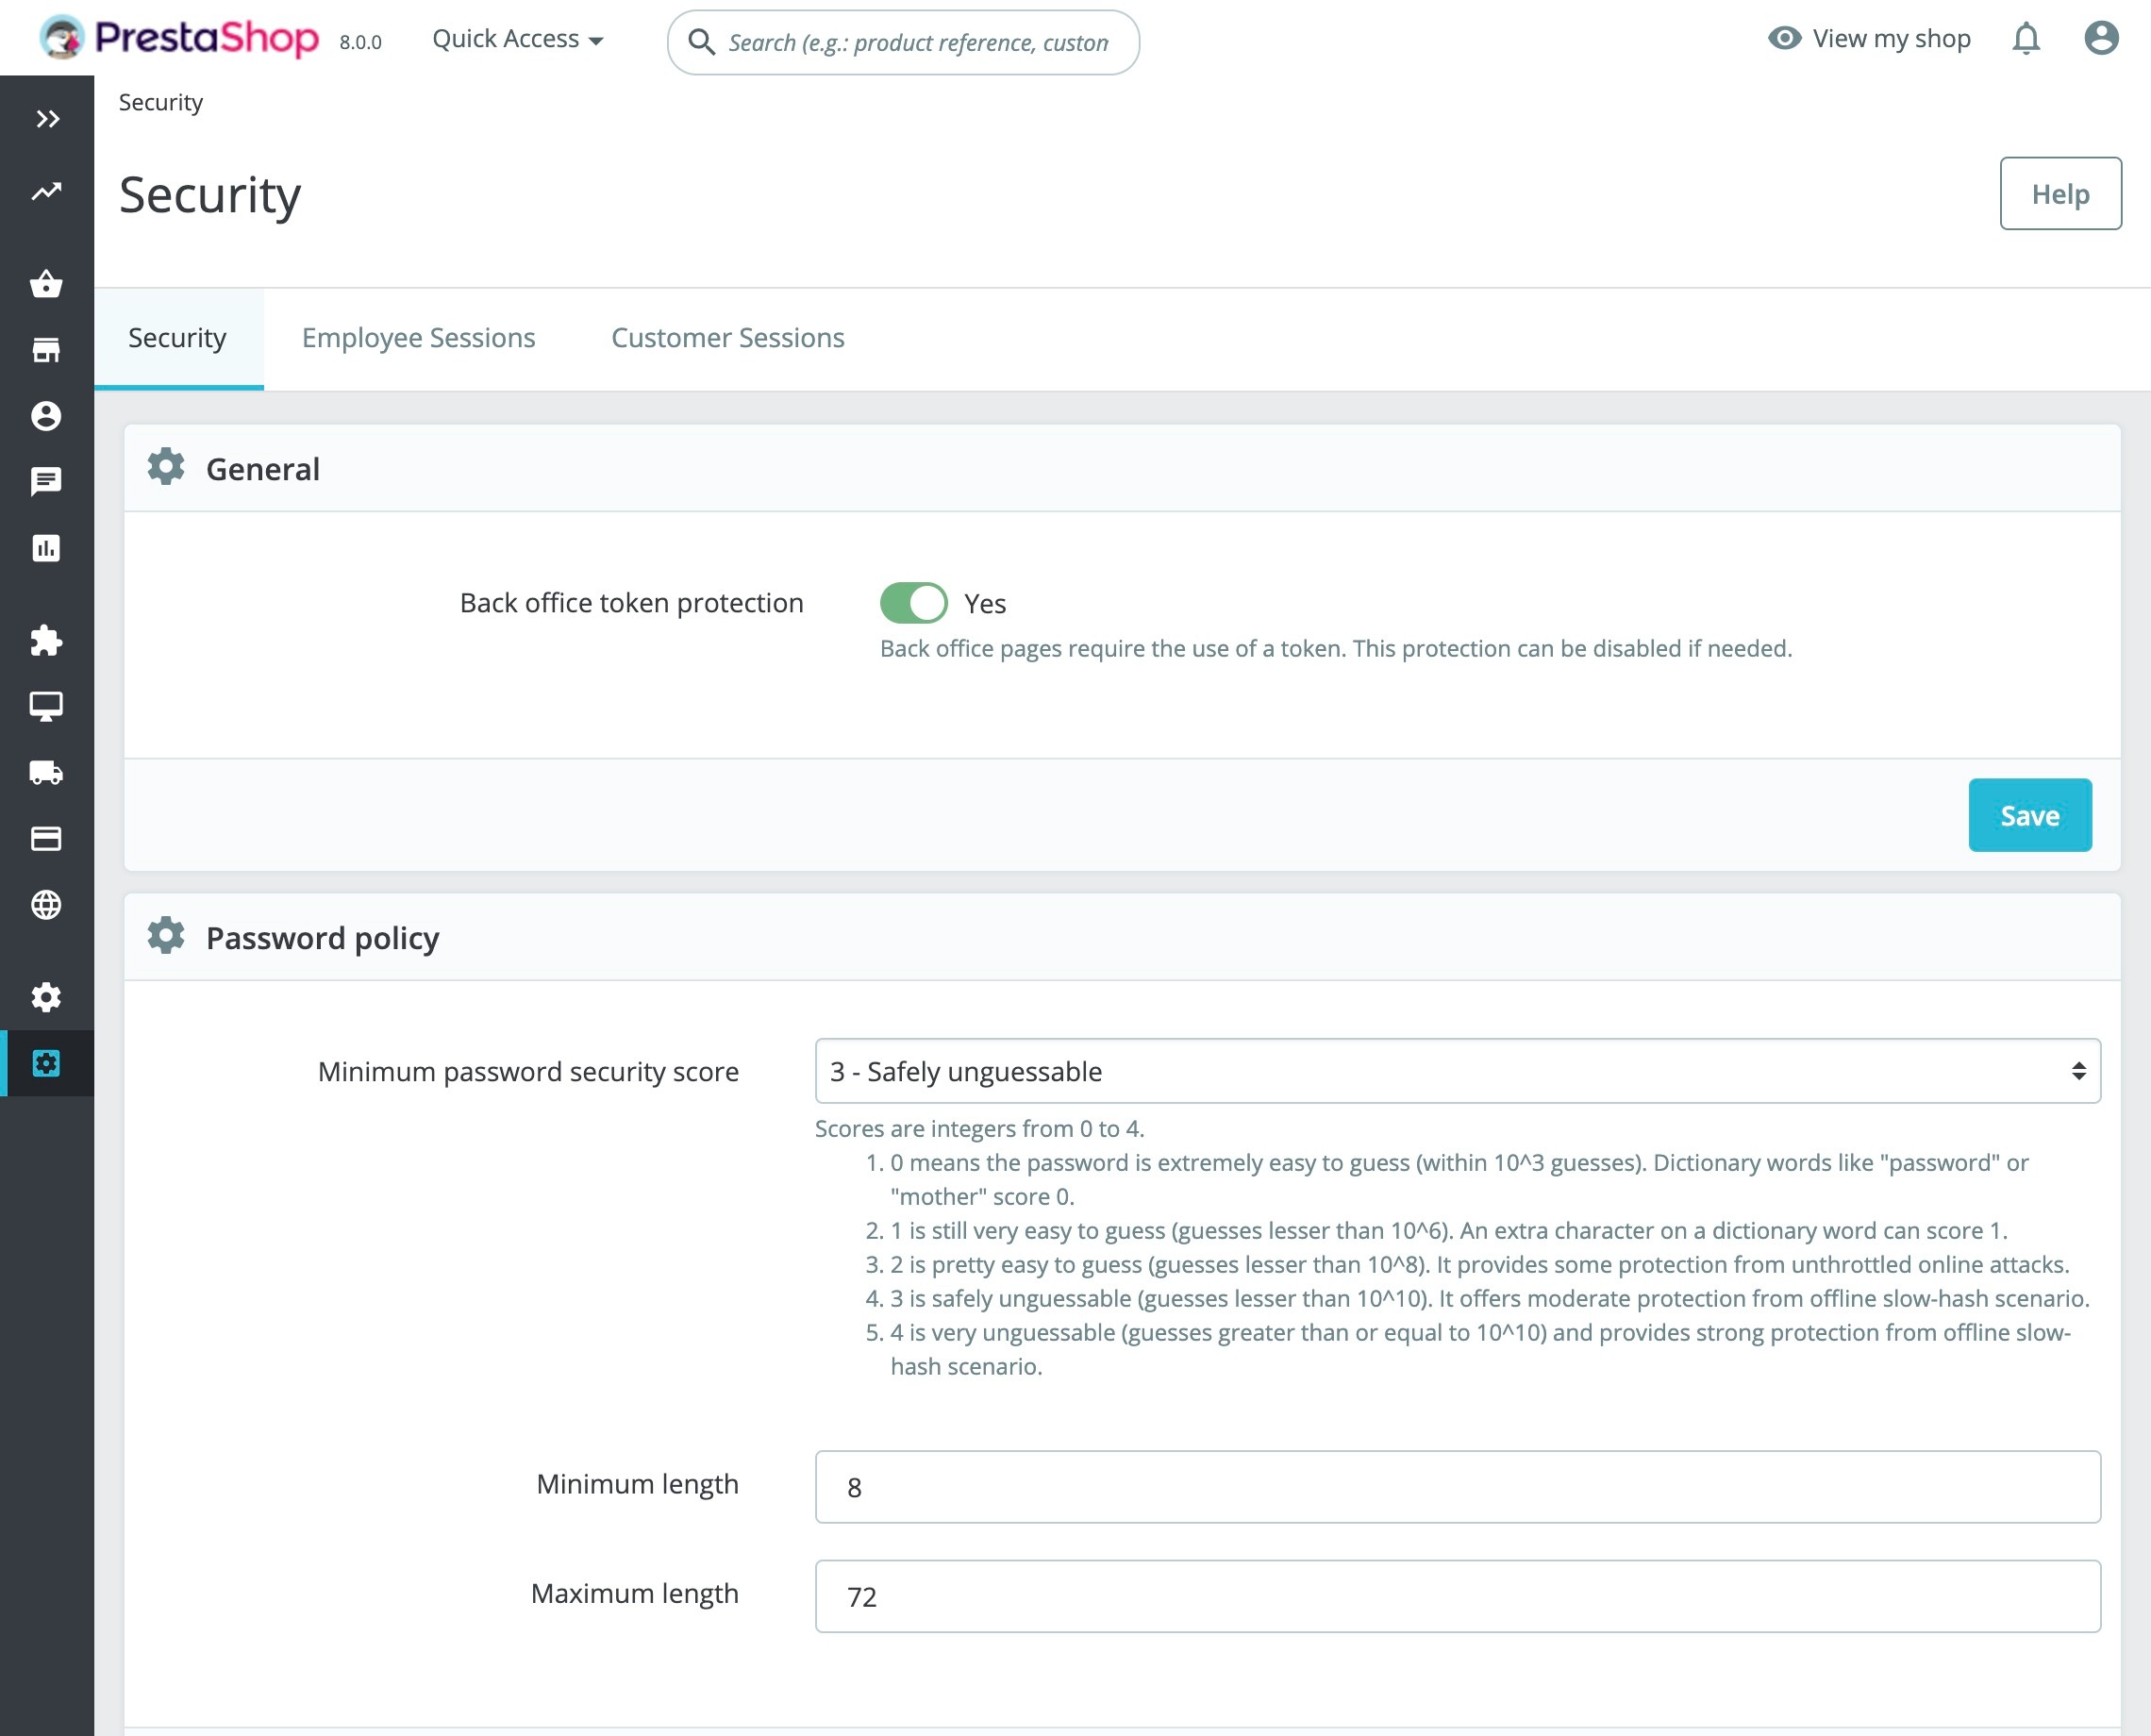 PrestaShop 8.0.0 Quick Access Search (e.g.: product reference, custon View my shop
Security
Security
Help
Security Employee Sessions Customer Sessions
General
Back office token protection Yes
Back office pages require the use of a token. This protection can be disabled if needed.
Save
Password policy
Minimum password security score 3 - Safely unguessable
Scores are integers from 0 to 4.
1. 0 means the password is extremely easy to guess (within 10^3 guesses). Dictionary words like "password" or
"mother" score 0.
2. 1 is still very easy to guess (guesses lesser than 10^6). An extra character on a dictionary word can score 1.
3. 2 is pretty easy to guess (guesses lesser than 10^8). It provides some protection from unthrottled online attacks.
4. 3 is safely unguessable (guesses lesser than 10^10). It offers moderate protection from offline slow-hash scenario.
5. 4 is very unguessable (guesses greater than or equal to 10^10) and provides strong protection from offline slow-
hash scenario.
Minimum length 8
Maximum length 72